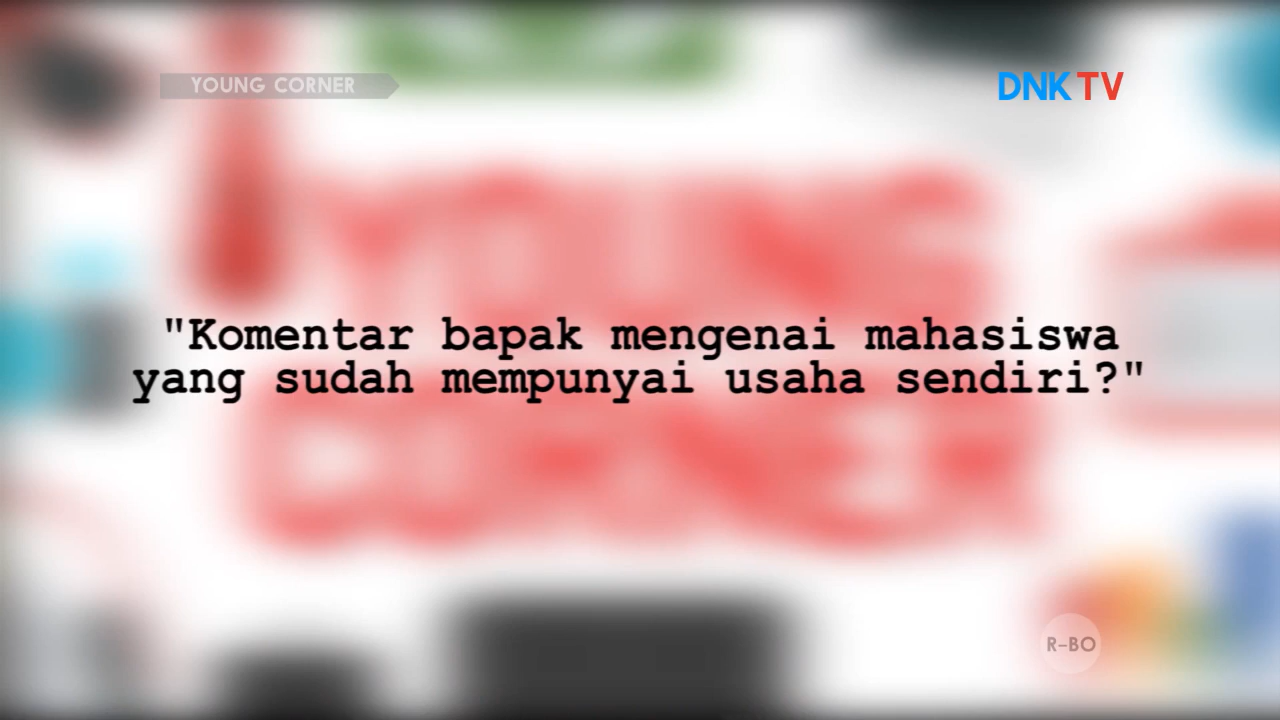 YOUNG CORNER
DNK TV
"Komentar bapak mengenai mahasiswa
yang sudah mempunyai usaha sendiri?"
R-BO